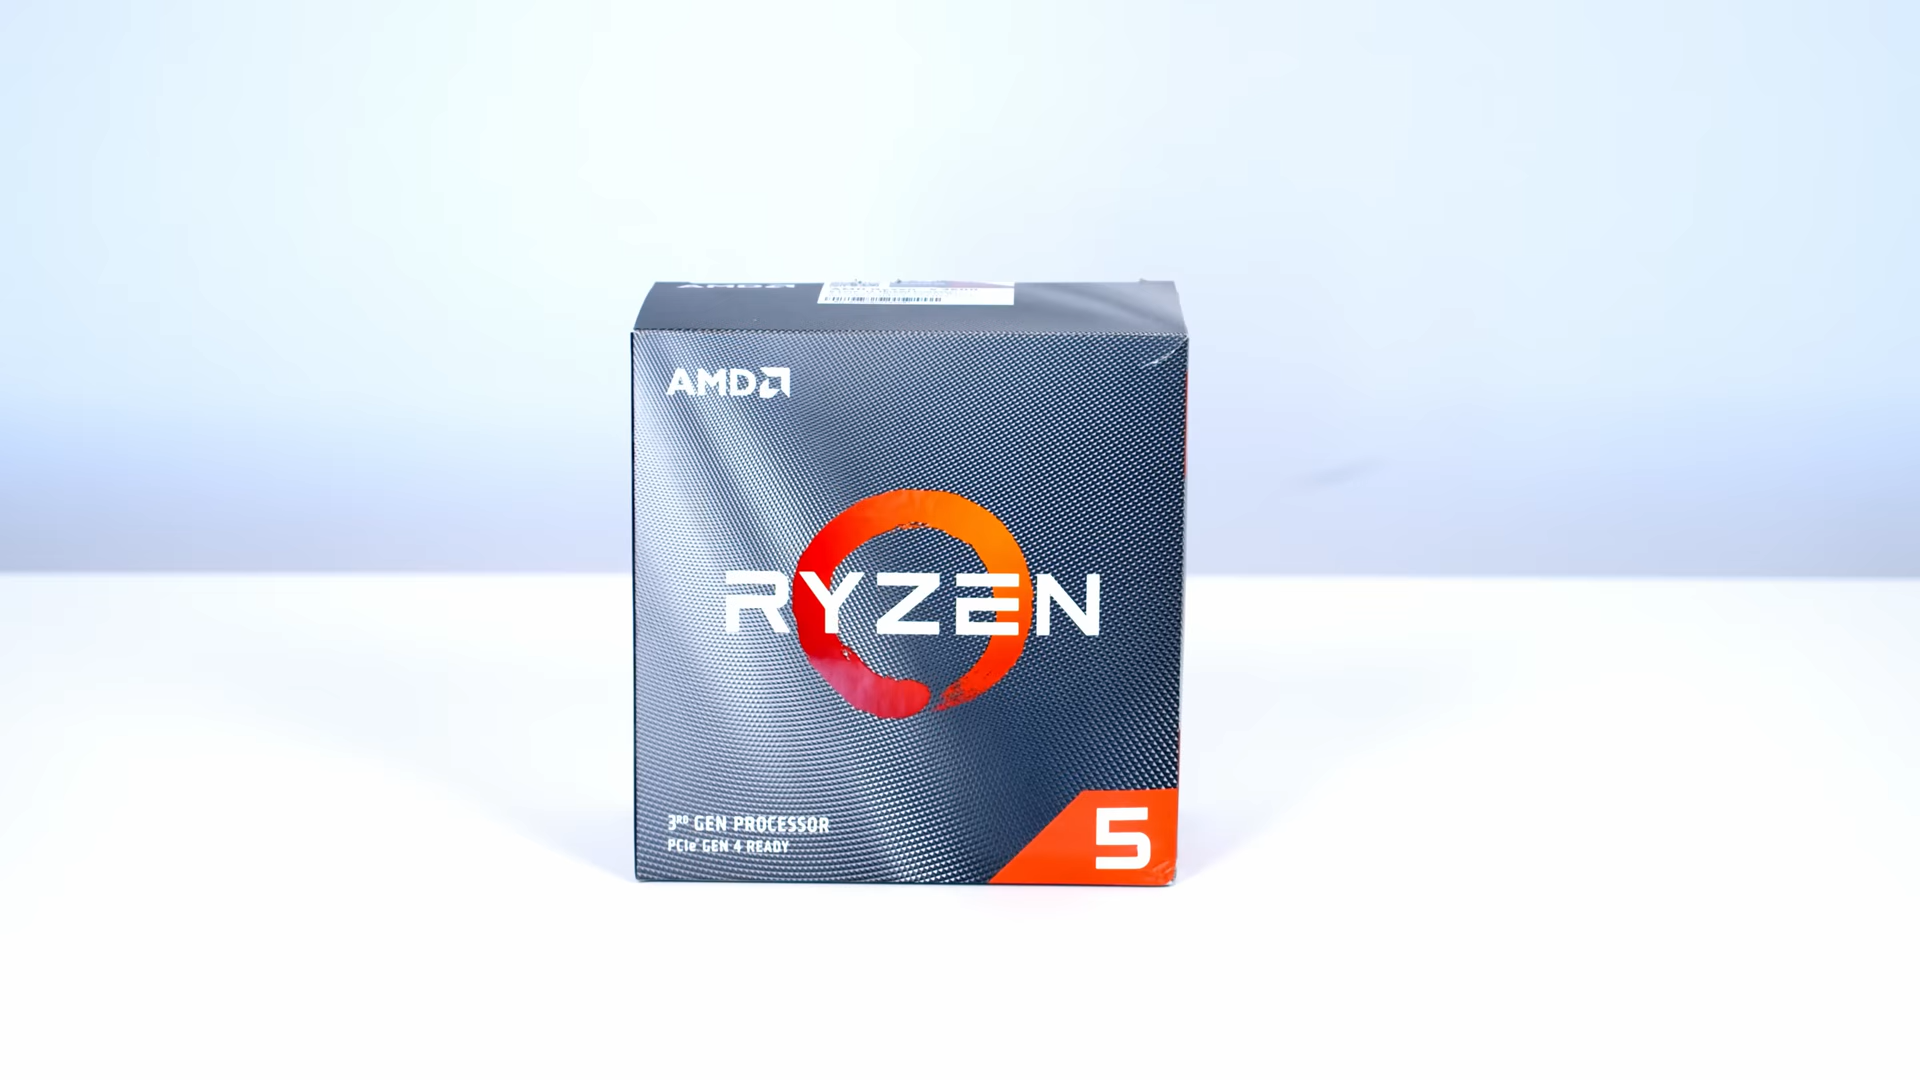 AMD
AMD
RYZEN
3RD GEN PROCESSOR
PCIe® GEN 4 READY
5